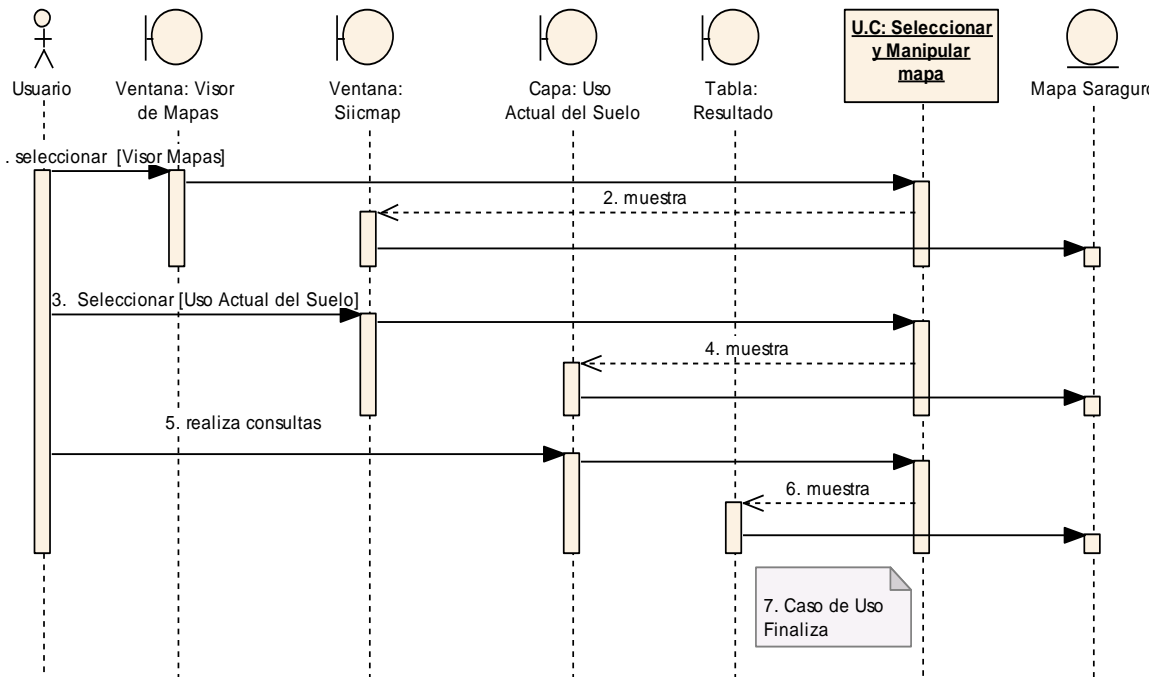 Usuario
Ventana: Visor
de Mapas
Ventana:
Siicmap
Capa: Uso
Actual del Suelo
Tabla:
Resultado
U.C: Seleccionar
y Manipular
mapa
Mapa Saraguro
. seleccionar [Visor Mapas]
2. muestra
3. Seleccionar [Uso Actual del Suelo]
4. muestra
5. realiza consultas
6. muestra
7. Caso de Uso
Finaliza